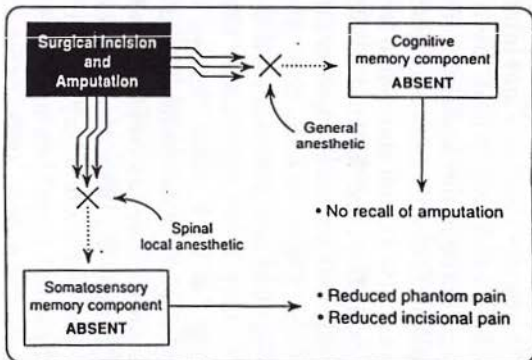 Surgical Incision
and
Amputation
Cognitive
memory component
ABSENT
General
anesthetic
• No recall of amputation
Spinal
local anesthetic
Somatosensory
memory component
ABSENT
• Reduced phantom pain
• Reduced incisional pain